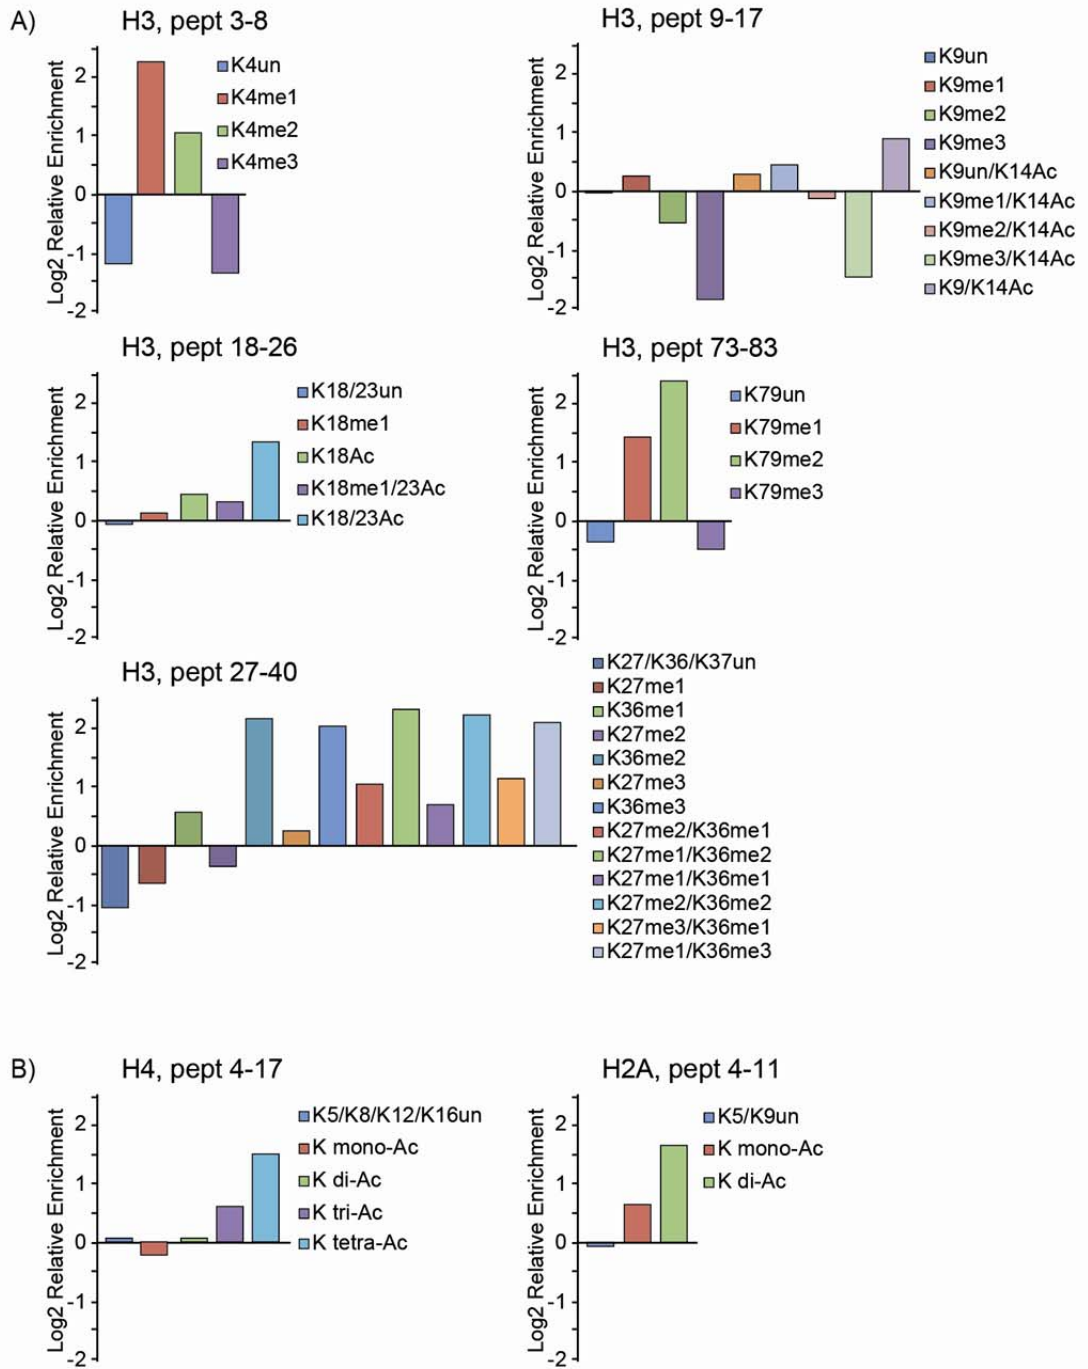 A)
H3, pept 3-8
Log2 Relative Enrichment
2
1
0
-1
-2
K4un
K4me1
K4me2
K4me3
H3, pept 9-17
Log2 Relative Enrichment
2
1
0
-1
-2
K9un
K9me1
K9me2
K9me3
K9un/K14Ac
K9me1/K14Ac
K9me2/K14Ac
K9me3/K14Ac
K9/K14Ac
H3, pept 18-26
Log2 Relative Enrichment
2
1
0
-1
-2
K18/23un
K18me1
K18Ac
K18me1/23Ac
K18/23Ac
H3, pept 73-83
Log2 Relative Enrichment
2
1
0
-1
-2
K79un
K79me1
K79me2
K79me3
H3, pept 27-40
Log2 Relative Enrichment
2
1
0
-1
-2
K27/K36/K37un
K27me1
K36me1
K27me2
K36me2
K27me3
K36me3
K27me2/K36me1
K27me1/K36me2
K27me1/K36me1
K27me2/K36me2
K27me3/K36me1
K27me1/K36me3
B)
H4, pept 4-17
Log2 Relative Enrichment
2
1
0
-1
-2
K5/K8/K12/K16un
K mono-Ac
K di-Ac
K tri-Ac
K tetra-Ac
H2A, pept 4-11
Log2 Relative Enrichment
2
1
0
-1
-2
K5/K9un
K mono-Ac
K di-Ac